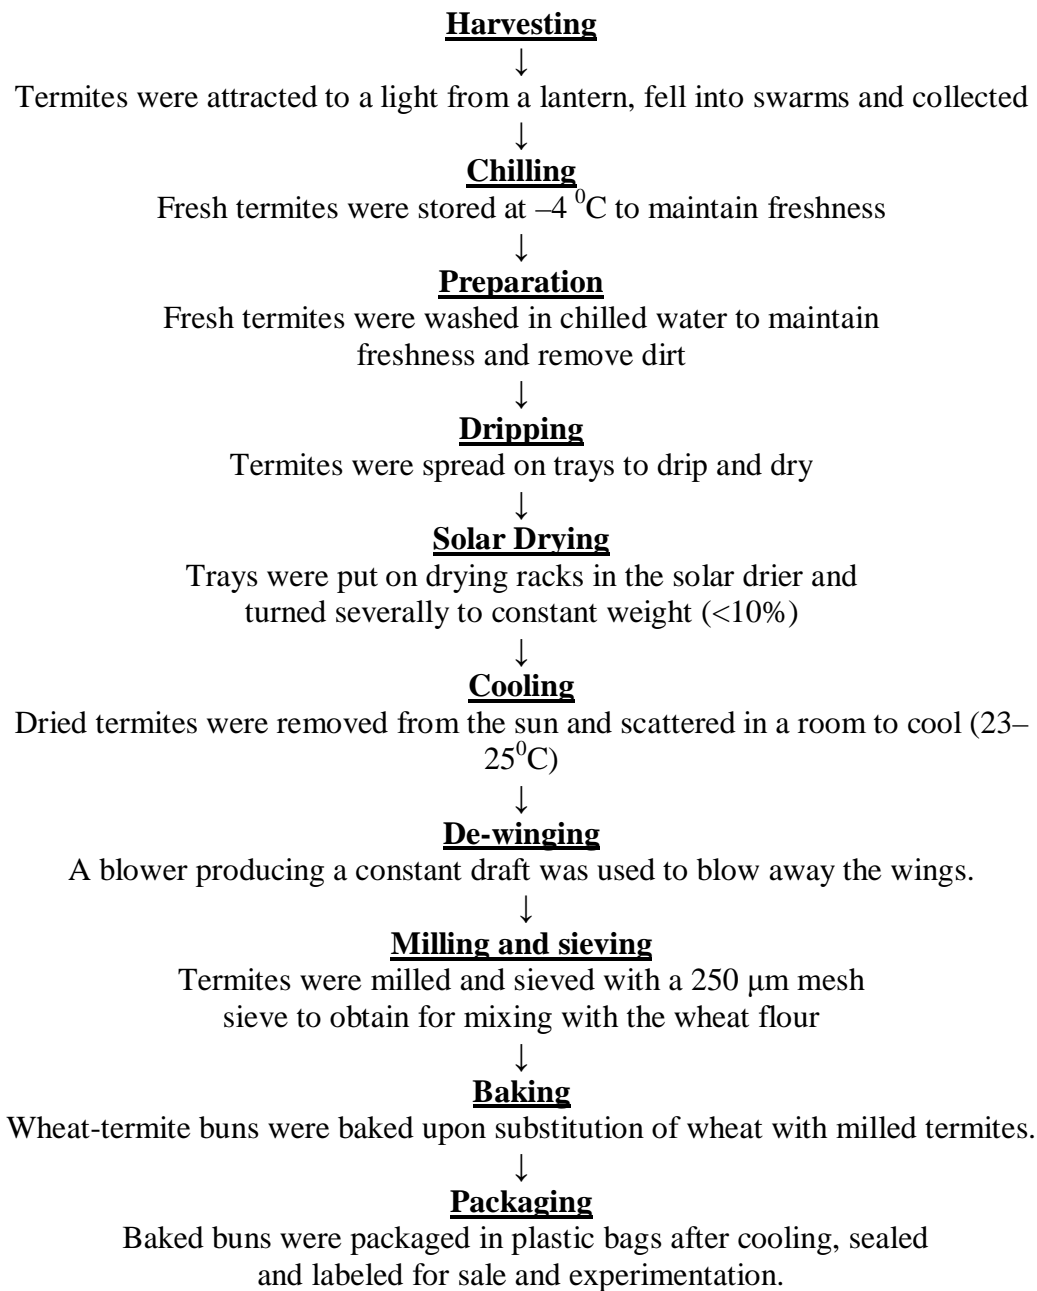 Harvesting
↓
Termites were attracted to a light from a lantern, fell into swarms and collected
↓
Chilling
Fresh termites were stored at –4 ⁰C to maintain freshness
↓
Preparation
Fresh termites were washed in chilled water to maintain
freshness and remove dirt
↓
Dripping
Termites were spread on trays to drip and dry
↓
Solar Drying
Trays were put on drying racks in the solar drier and
turned severally to constant weight (<10%)
↓
Cooling
Dried termites were removed from the sun and scattered in a room to cool (23–
25⁰C)
↓
De-winging
A blower producing a constant draft was used to blow away the wings.
↓
Milling and sieving
Termites were milled and sieved with a 250 μm mesh
sieve to obtain for mixing with the wheat flour
↓
Baking
Wheat-termite buns were baked upon substitution of wheat with milled termites.
↓
Packaging
Baked buns were packaged in plastic bags after cooling, sealed
and labeled for sale and experimentation.